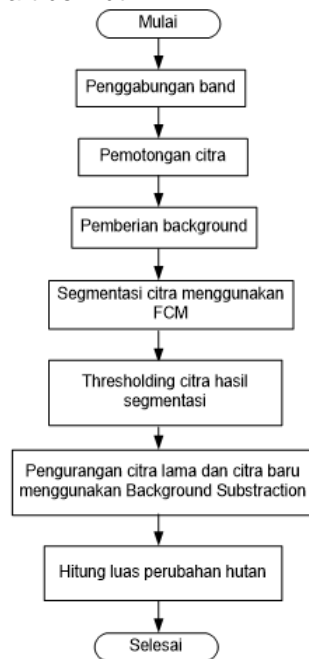 Mulai
Penggabungan band
Pemotongan citra
Pemberian background
Segmentasi citra menggunakan
FCM
Thresholding citra hasil
segmentasi
Pengurangan citra lama dan citra baru
menggunakan Background Substraction
Hitung luas perubahan hutan
Selesai